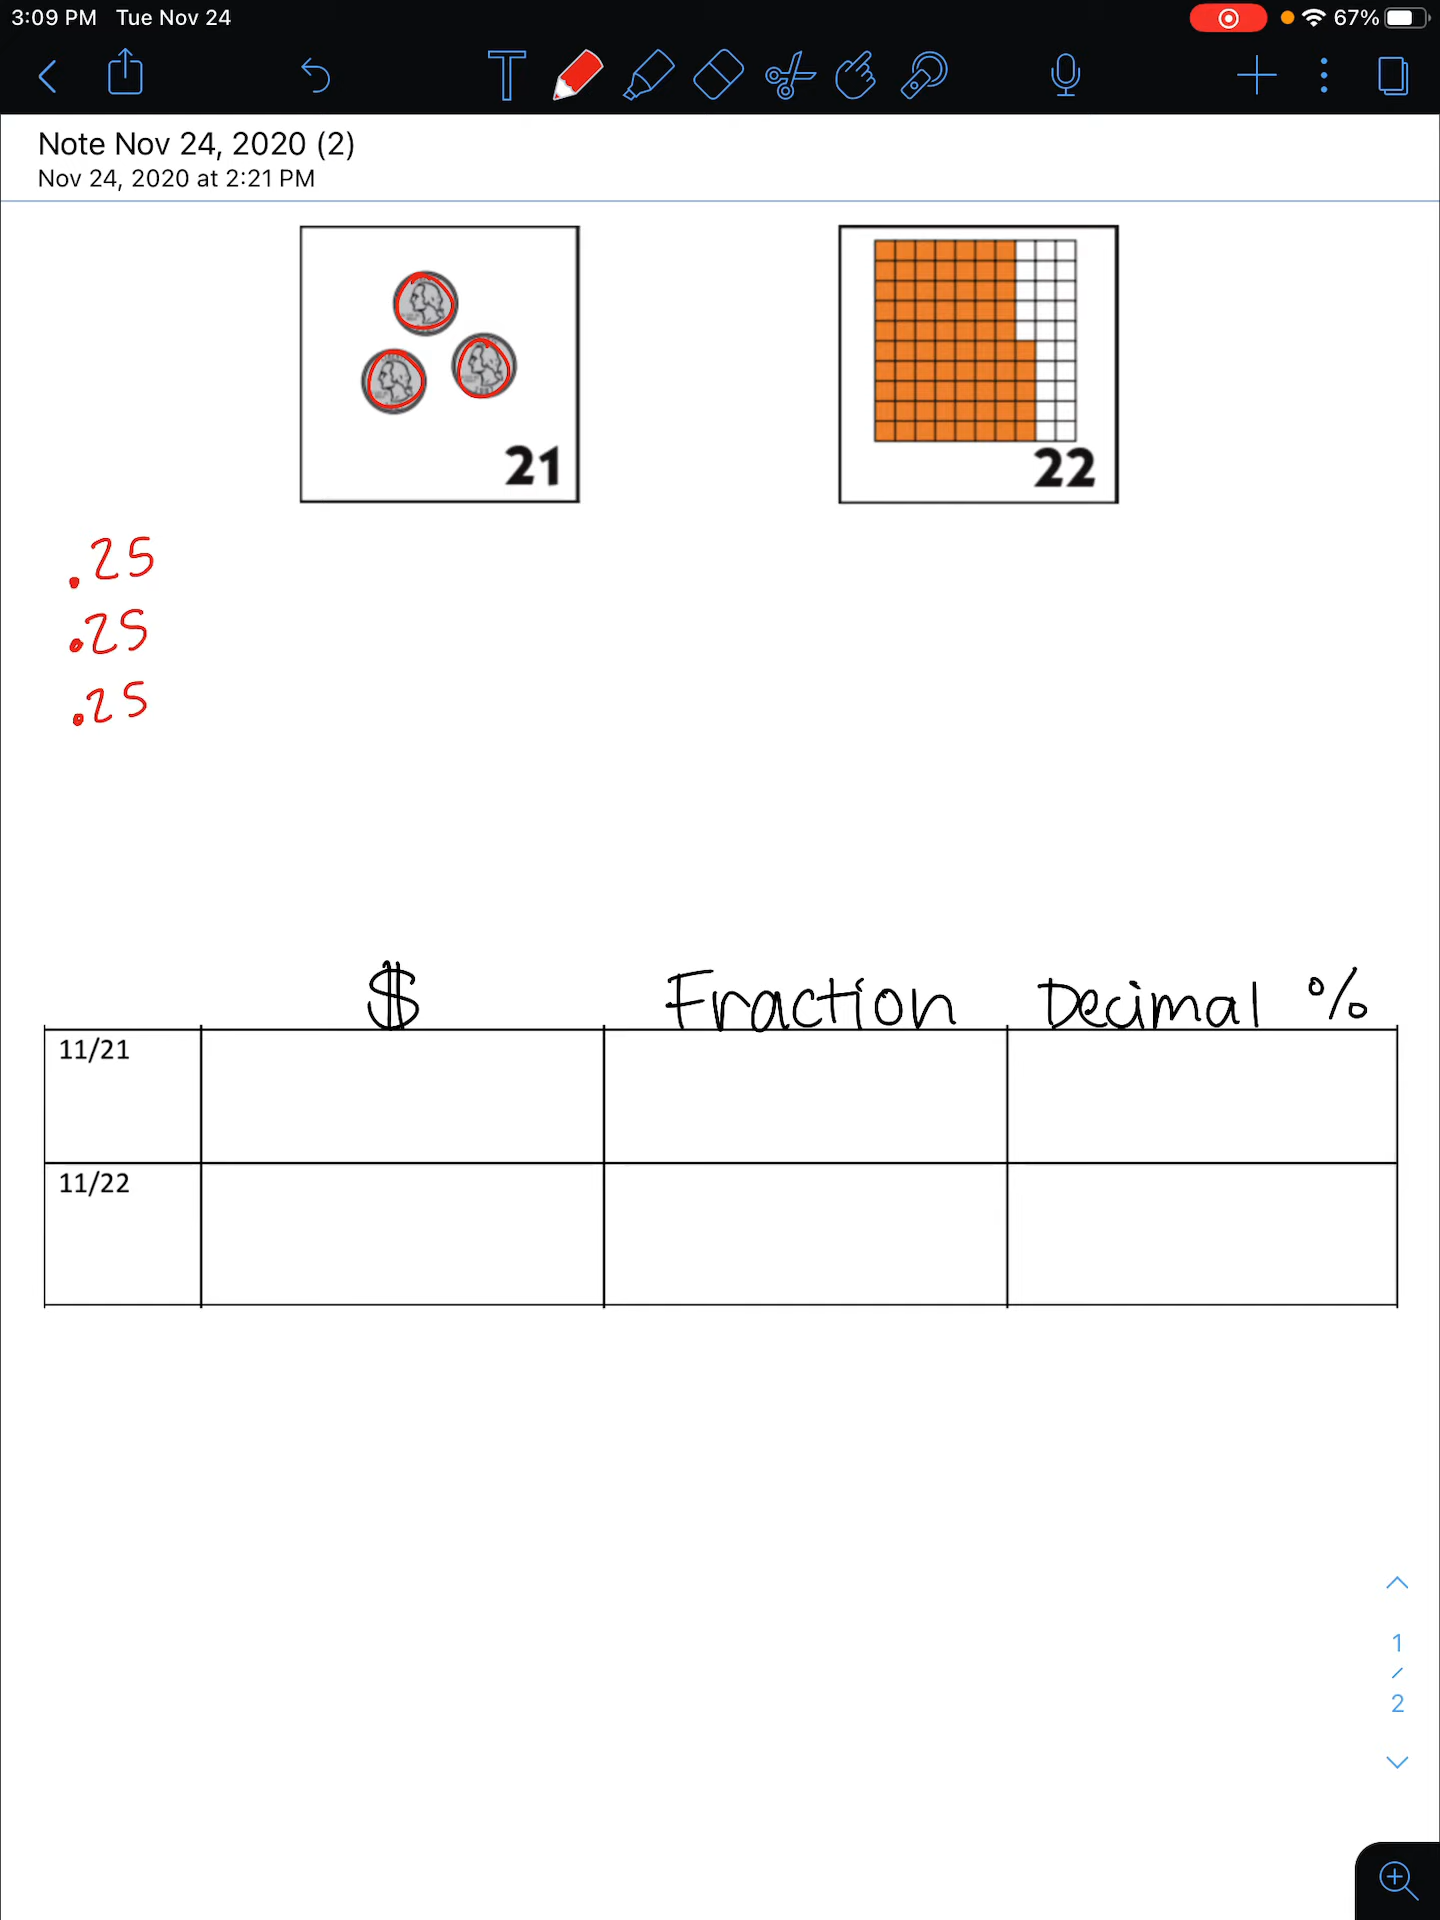 3:09 PM Tue Nov 24
67%
T
Note Nov 24, 2020 (2)
Nov 24, 2020 at 2:21 PM
21
22
.25
.25
.25
$ Fraction Decimal %
11/21
11/22
1
/
2